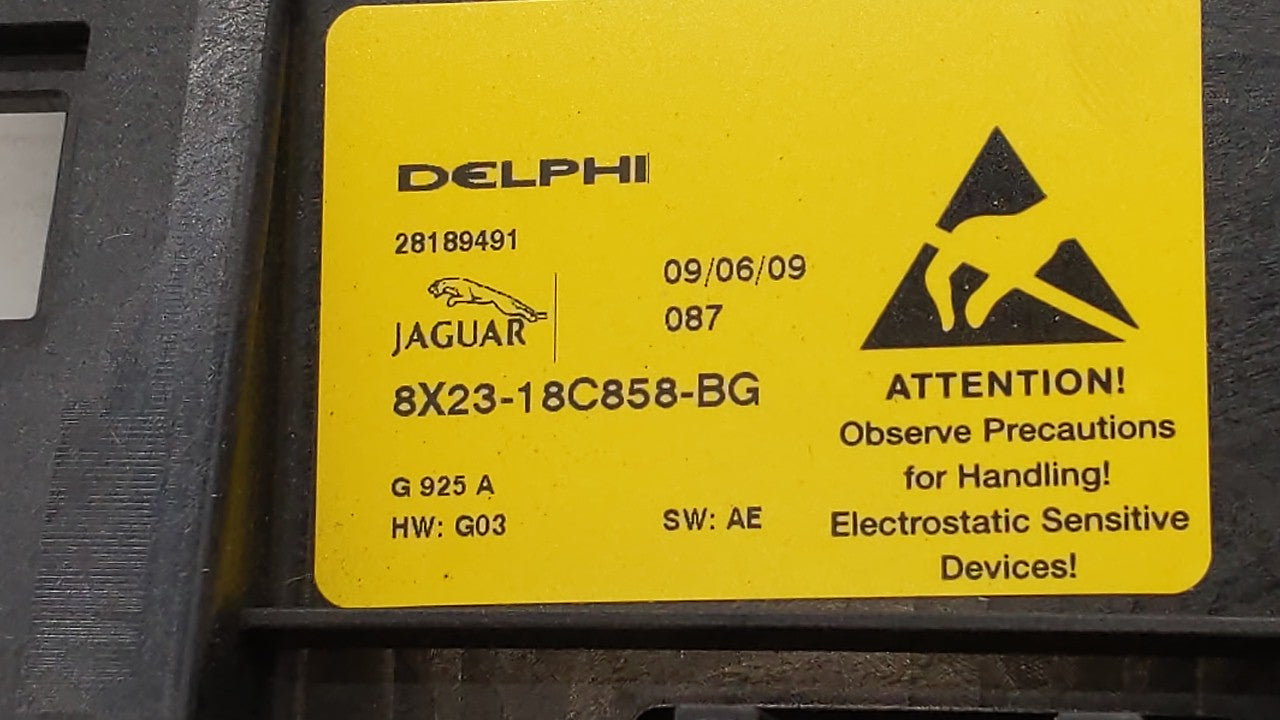 DELPHI
28189491
JAGUAR
09/06/09
087
8X23-18C858-BG
G 925 A
HW: G03
SW: AE
ATTENTION!
Observe Precautions
for Handling!
Electrostatic Sensitive
Devices!